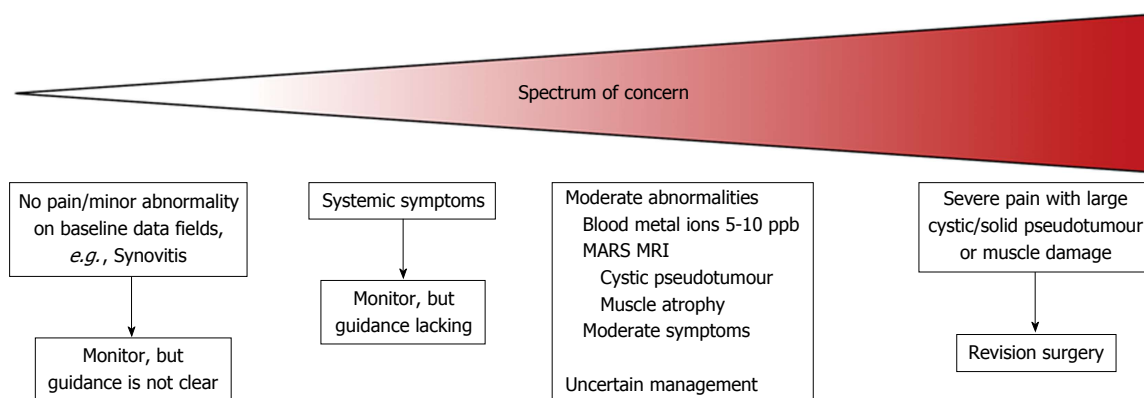 Spectrum of concern
No pain/minor abnormality
on baseline data fields,
e.g., Synovitis
Monitor, but
guidance is not clear
Systemic symptoms
Monitor, but
guidance lacking
Moderate abnormalities
Blood metal ions 5-10 ppb
MARS MRI
Cystic pseudotumour
Muscle atrophy
Moderate symptoms
Uncertain management
Severe pain with large
cystic/solid pseudotumour
or muscle damage
Revision surgery